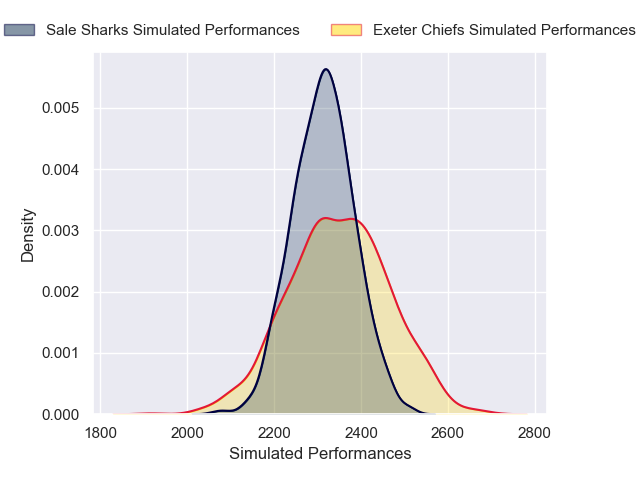 Sale Sharks Simulated Performances
Exeter Chiefs Simulated Performances
Density
0.005
0.004
0.003
0.002
0.001
0.000
1800 2000 2200 2400 2600 2800
Simulated Performances